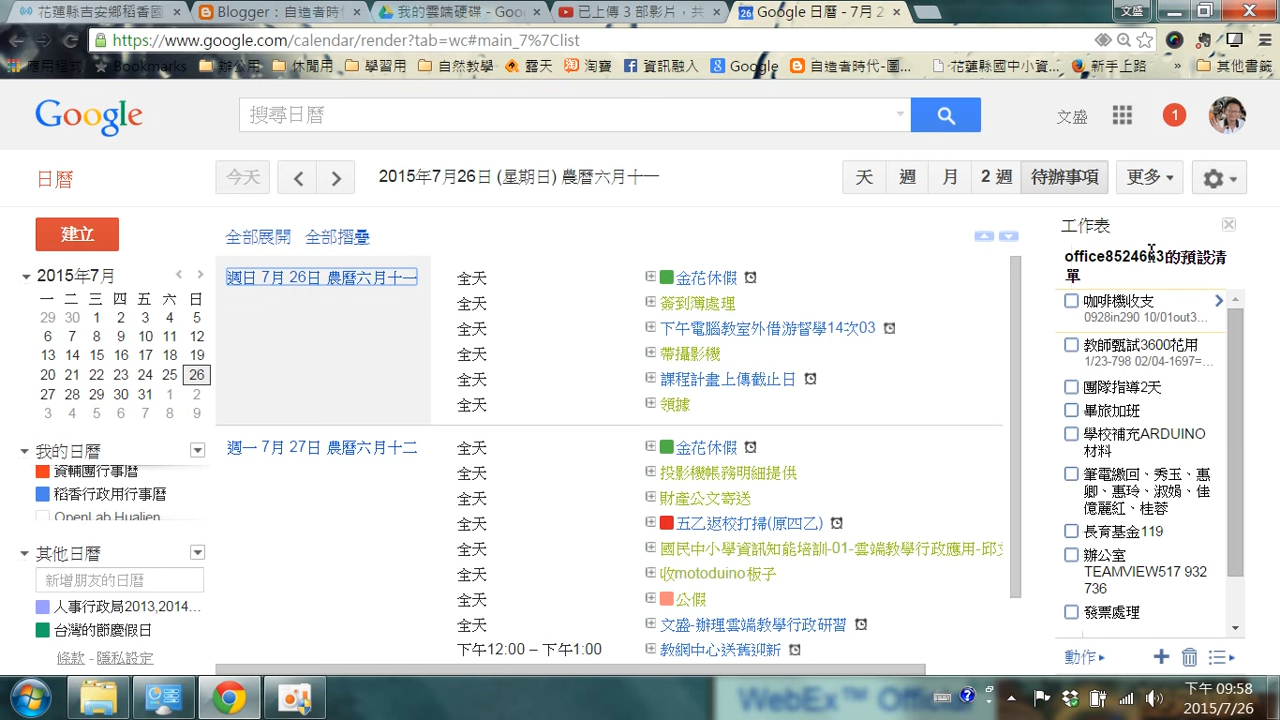 花蓮縣吉安鄉稻香國
Blogger：自造者時
我的雲端硬碟 - Goo
已上傳 3 部影片，共
Google 日曆 - 7月 2
文盛
https://www.google.com/calendar/render?tab=wc#main_7%7Clist
應用程式 Bookmarks 辦公用 休閒用 學習用 自然教學 露天 淘寶 資訊融入 Google 自造者時代-圖... 花蓮縣國中小資... 新手上路 » 其他書籤
Google 搜尋日曆 文盛 1
日曆 今天 2015年7月26日 (星期日) 農曆六月十一 天 週 月 2 週 待辦事項 更多
建立
2015年7月
一 二 三 四 五 六 日
29 30 1 2 3 4 5
6 7 8 9 10 11 12
13 14 15 16 17 18 19
20 21 22 23 24 25 26
27 28 29 30 31 1 2
3 4 5 6 7 8 9
我的日曆
資輔團行事曆
稻香行政用行事曆
OpenLab Hualien
其他日曆
新增朋友的日曆
人事行政局2013,2014...
台灣的節慶假日
條款 - 隱私設定
全部展開 全部摺疊
週日 7月 26日 農曆六月十一
全天 金花休假
全天 簽到薄處理
全天 下午電腦教室外借游督學14次03
全天 帶攝影機
全天 課程計畫上傳截止日
全天 領據
週一 7月 27日 農曆六月十二
全天 金花休假
全天 投影機帳務明細提供
全天 財產公文寄送
全天 五乙返校打掃(原四乙)
全天 國民中小學資訊知能培訓-01-雲端教學行政應用-邱文
全天 收motoduino板子
全天 公假
全天 文盛-辦理雲端教學行政研習
下午12:00 – 下午1:00 教網中心送舊迎新
工作表
的預設清
單
咖啡機收支
0928in290 10/01out3...
教師甄試3600花用
1/23-798 02/04-1697=...
團隊指導2天
畢旅加班
學校補充ARDUINO
材料
筆電繳回、秀玉、惠
卿、惠玲、淑娟、佳
億麗紅、桂蓉
長育基金119
辦公室
TEAMVIEW517 932
736
發票處理
動作
下午 09:58
2015/7/26